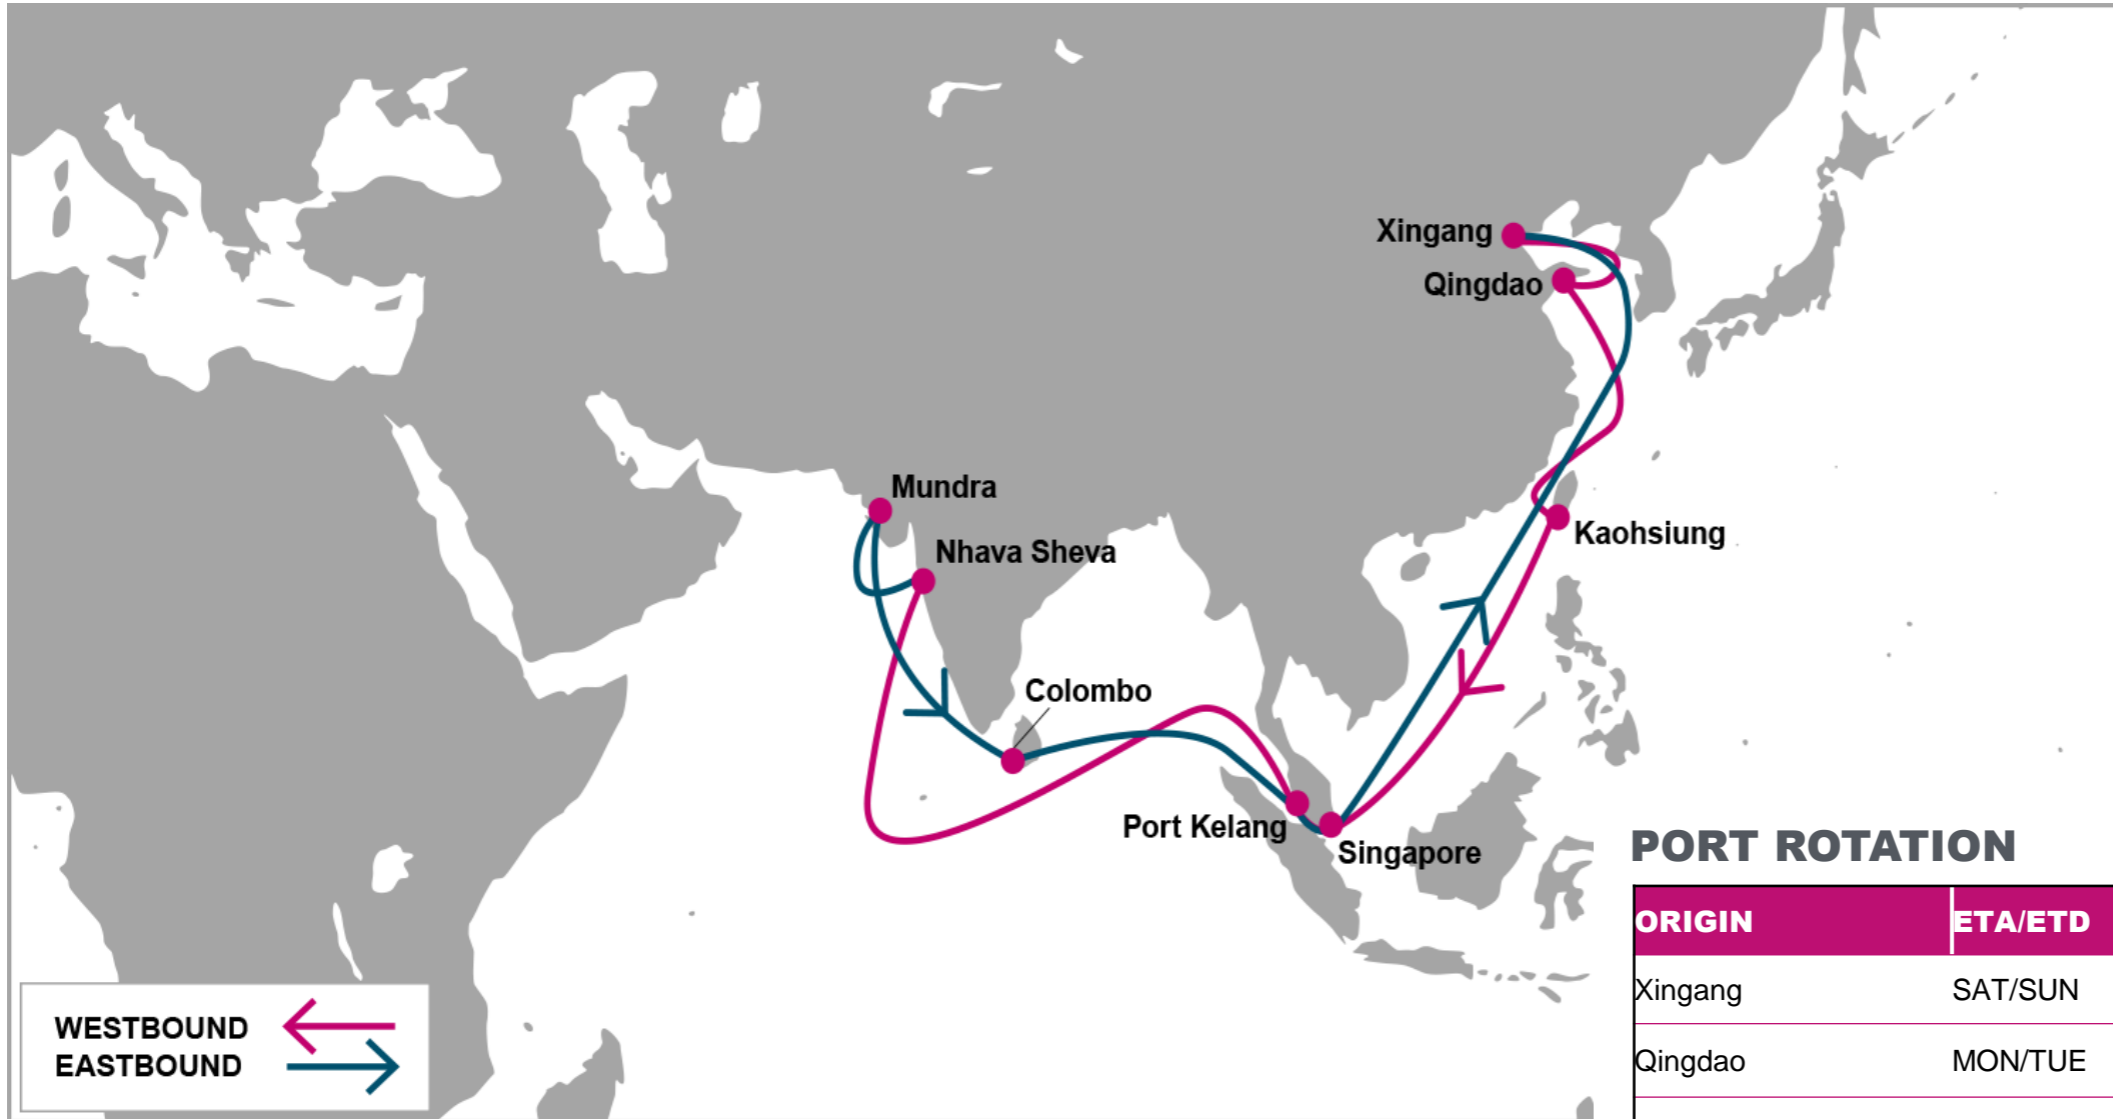 Xingang
Qingdao
Mundra
Nhava Sheva
Kaohsiung
Colombo
Port Kelang
Singapore
WESTBOUND
EASTBOUND
PORT ROTATION
ORIGIN ETA/ETD
Xingang SAT/SUN
Qingdao MON/TUE